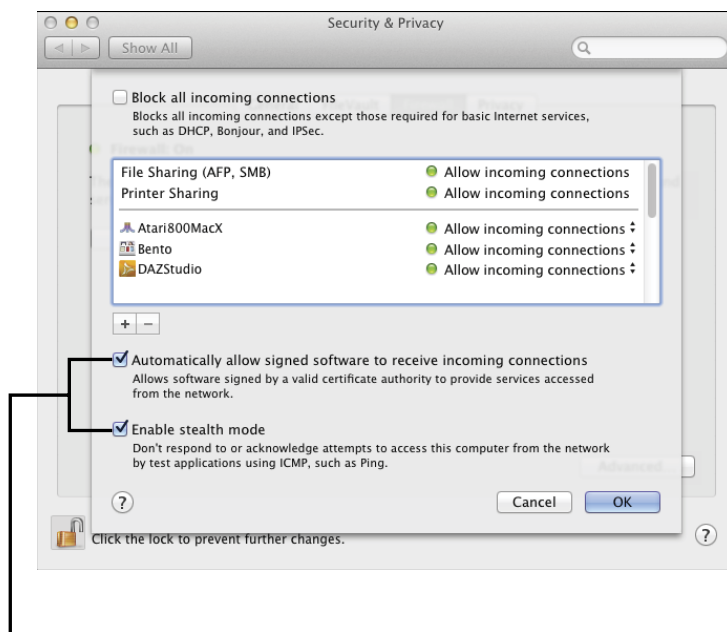 Security & Privacy
Show All
Block all incoming connections
Blocks all incoming connections except those required for basic Internet services,
such as DHCP, Bonjour, and IPSec.
Privacy
Firewall: On
File Sharing (AFP, SMB) Allow incoming connections
Printer Sharing Allow incoming connections
Atari800MacX Allow incoming connections
Bento Allow incoming connections
DAZStudio Allow incoming connections
+ −
Automatically allow signed software to receive incoming connections
Allows software signed by a valid certificate authority to provide services accessed
from the network.
Enable stealth mode
Don't respond to or acknowledge attempts to access this computer from the network
by test applications using ICMP, such as Ping.
Advanced
? Cancel OK
Click the lock to prevent further changes. ?